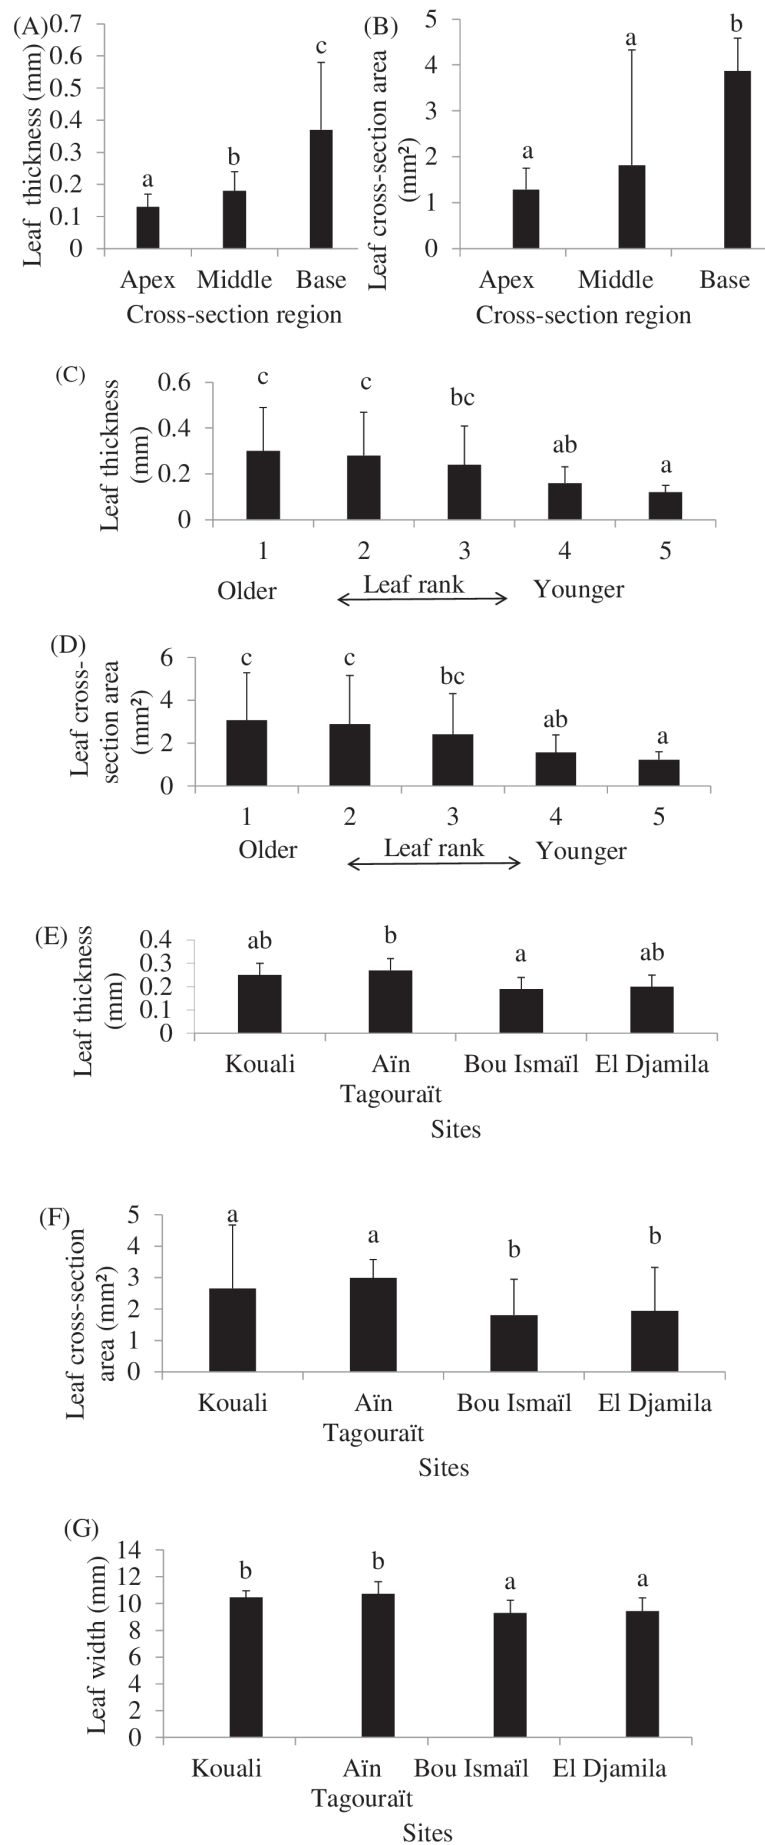 (A)
0.7
0.6
0.5
0.4
0.3
0.2
0.1
0
Leaf thickness (mm)
a
b
c
Apex Middle Base
Cross-section region
(B)
5
4
3
2
1
0
Leaf cross-section area
(mm²)
a
a
b
Apex Middle Base
Cross-section region
(C)
0.6
0.4
0.2
0
Leaf thickness
(mm)
c c bc ab a
1 2 3 4 5
Older Leaf rank Younger
(D)
6
4
2
0
Leaf cross-
section area
(mm²)
c c bc ab a
1 2 3 4 5
Older Leaf rank Younger
(E)
0.4
0.3
0.2
0.1
0
Leaf thickness
(mm)
ab b a ab
Kouali Aïn Bou Ismaïl El Djamila
Tagouraït
Sites
(F)
5
4
3
2
1
0
Leaf cross-section
area (mm²)
a a b b
Kouali Aïn Bou Ismaïl El Djamila
Tagouraït
Sites
(G)
14
12
10
8
6
4
2
0
Leaf width (mm)
b b a a
Kouali Aïn Bou Ismaïl El Djamila
Tagouraït
Sites